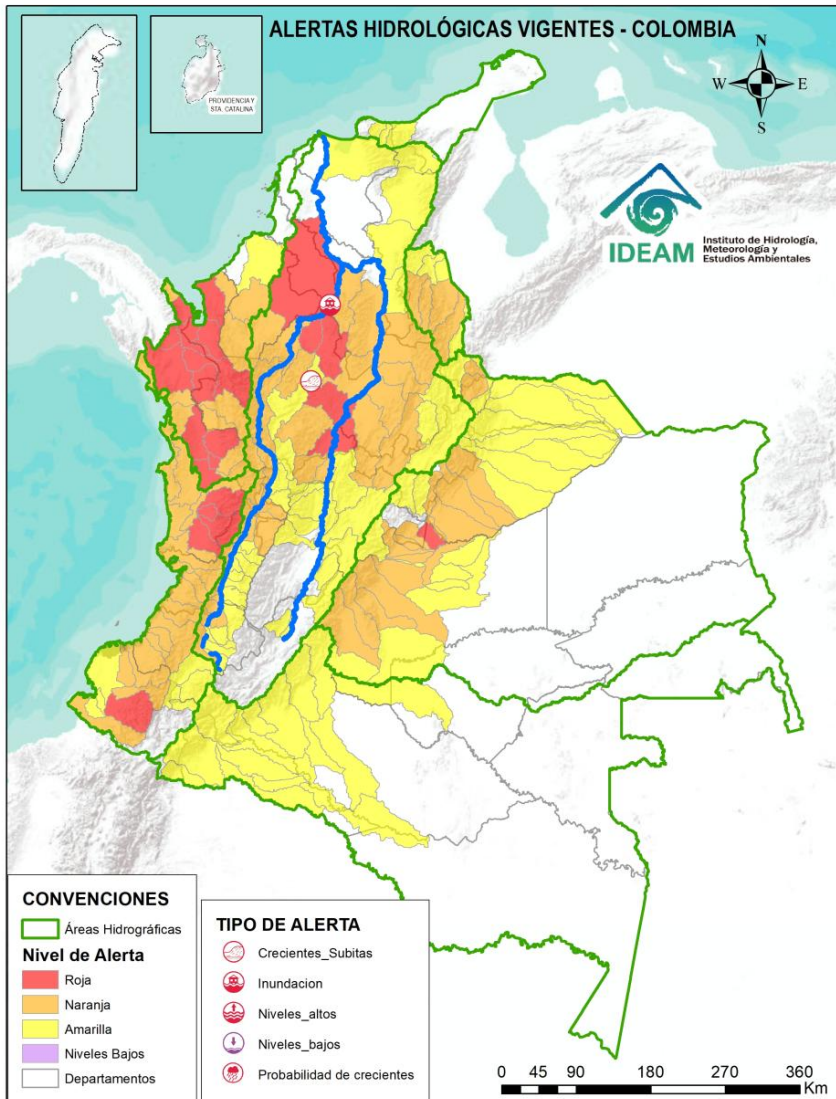 ALERTAS HIDROLÓGICAS VIGENTES - COLOMBIA
N
W
E
S
PROVIDENCIA Y
STA. CATALINA
IDEAM
Instituto de Hidrología,
Meteorología y
Estudios Ambientales
CONVENCIONES
Áreas Hidrográficas
Nivel de Alerta
Roja
Naranja
Amarilla
Niveles Bajos
Departamentos
TIPO DE ALERTA
Crecientes_Subitas
Inundacion
Niveles_altos
Niveles_bajos
Probabilidad de crecientes
0 45 90 180 270 360
Km